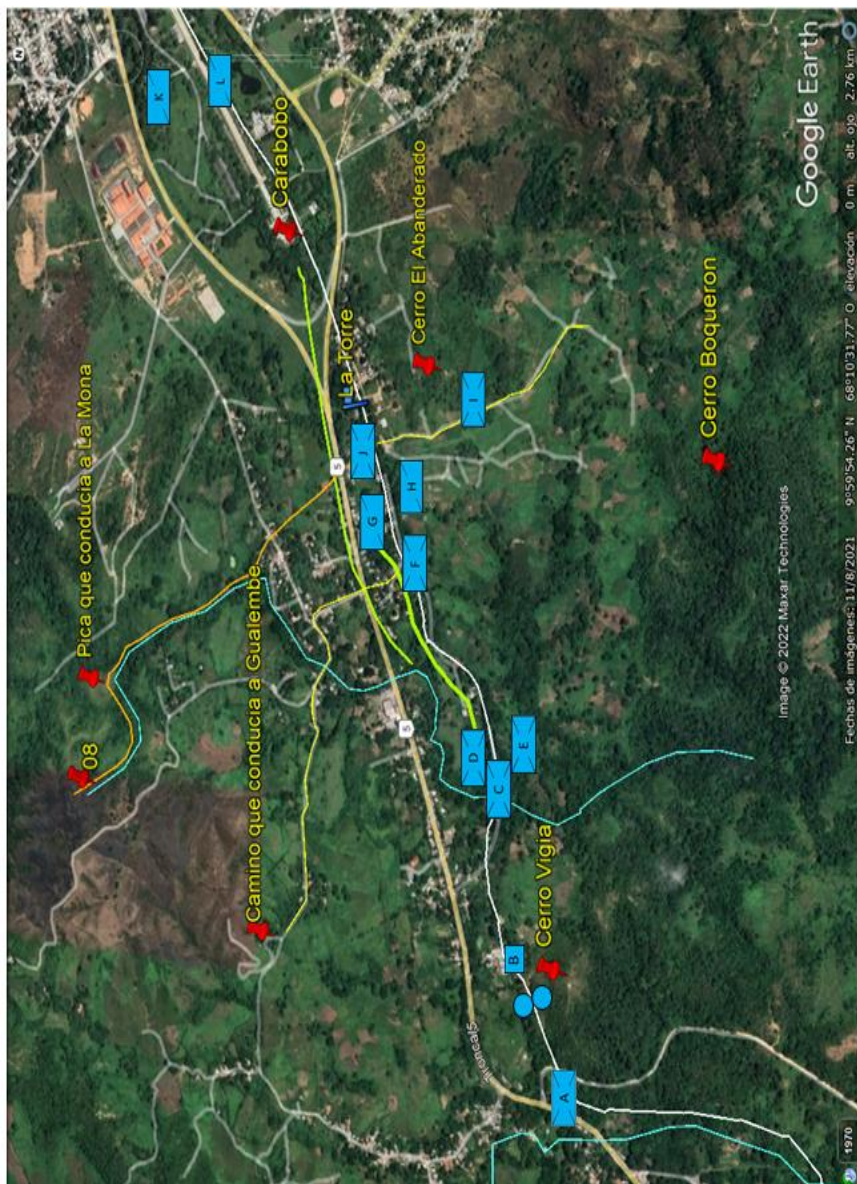 N
Pica que conducia a La Mona
08
K
L
Camino que conducia a Gualembe
Carabobo
5
La Torre
J
G
5
F
H
Cerro El Abanderado
Troncal5
I
D
C
B
E
Cerro Vigia
A
Cerro Boqueron
Image © 2022 Maxar Technologies
Google Earth
1970
Fechas de imágenes: 11/8/2021 9°59'54.26" N 68°10'31.77" O elevación 0 m alt. ojo 2.76 km